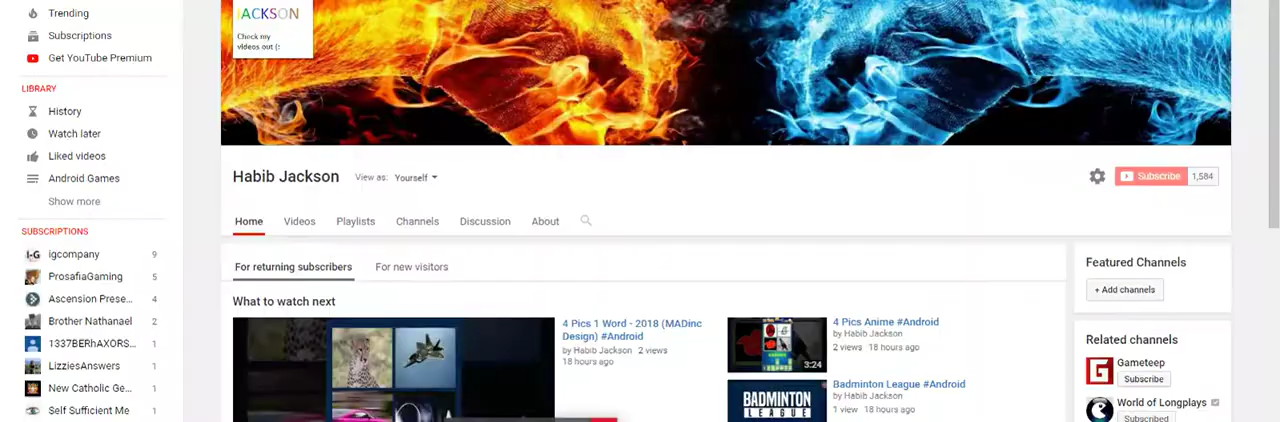 Trending
Subscriptions
Get YouTube Premium
LIBRARY
History
Watch later
Liked videos
Android Games
Show more
SUBSCRIPTIONS
Igcompany 9
ProsafiaGaming 5
Ascension Prese... 4
Brother Nathanael 2
1337BERhAXORS... 1
LizziesAnswers 1
New Catholic Ge... 1
Self Sufficient Me 1
JACKSON
Check my
videos out (:
Habib Jackson View as: Yourself
Subscribe 1,584
Home Videos Playlists Channels Discussion About
For returning subscribers For new visitors
What to watch next
4 Pics 1 Word - 2018 (MADinc
Design) #Android
by Habib Jackson 2 views
18 hours ago
3:24
4 Pics Anime #Android
by Habib Jackson
2 views 18 hours ago
BADMINTON
LEAGUE
Badminton League #Android
by Habib Jackson
1 view 18 hours ago
Featured Channels
+ Add channels
Related channels
G
Gameteep
Subscribe
World of Longplays
Subscribed